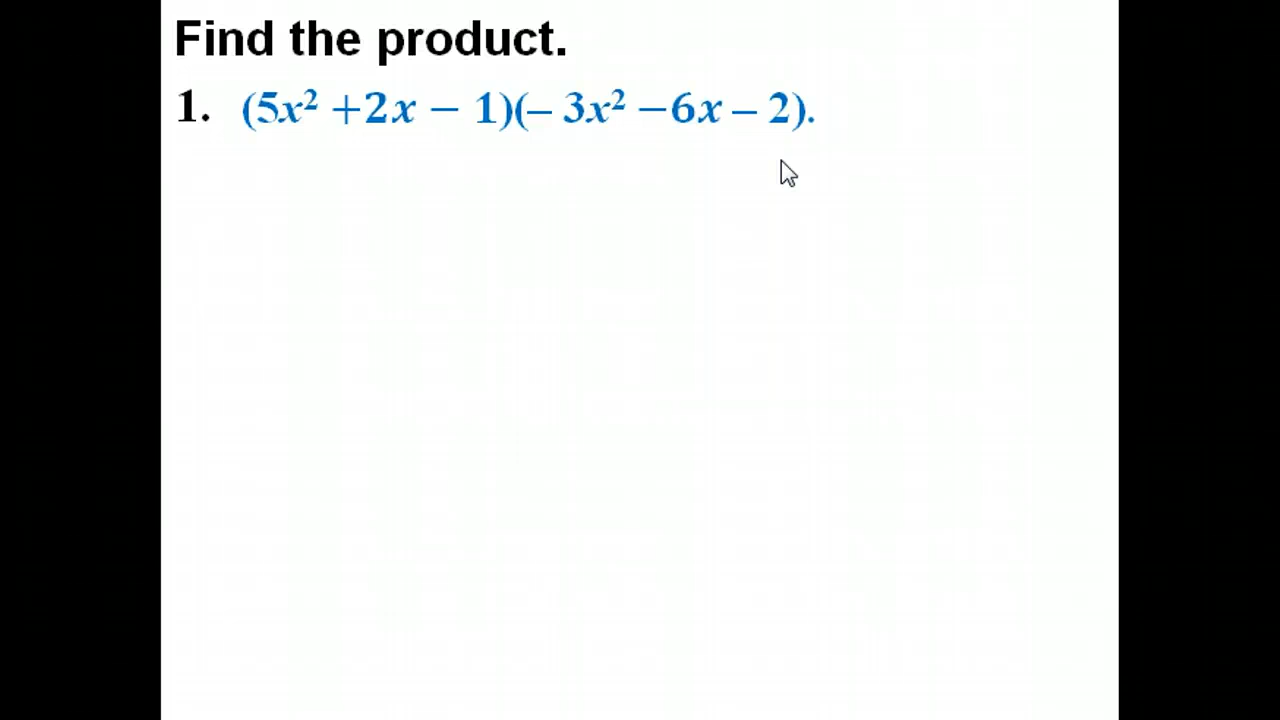 Find the product.
1. (5x² +2x – 1)(– 3x² –6x – 2).